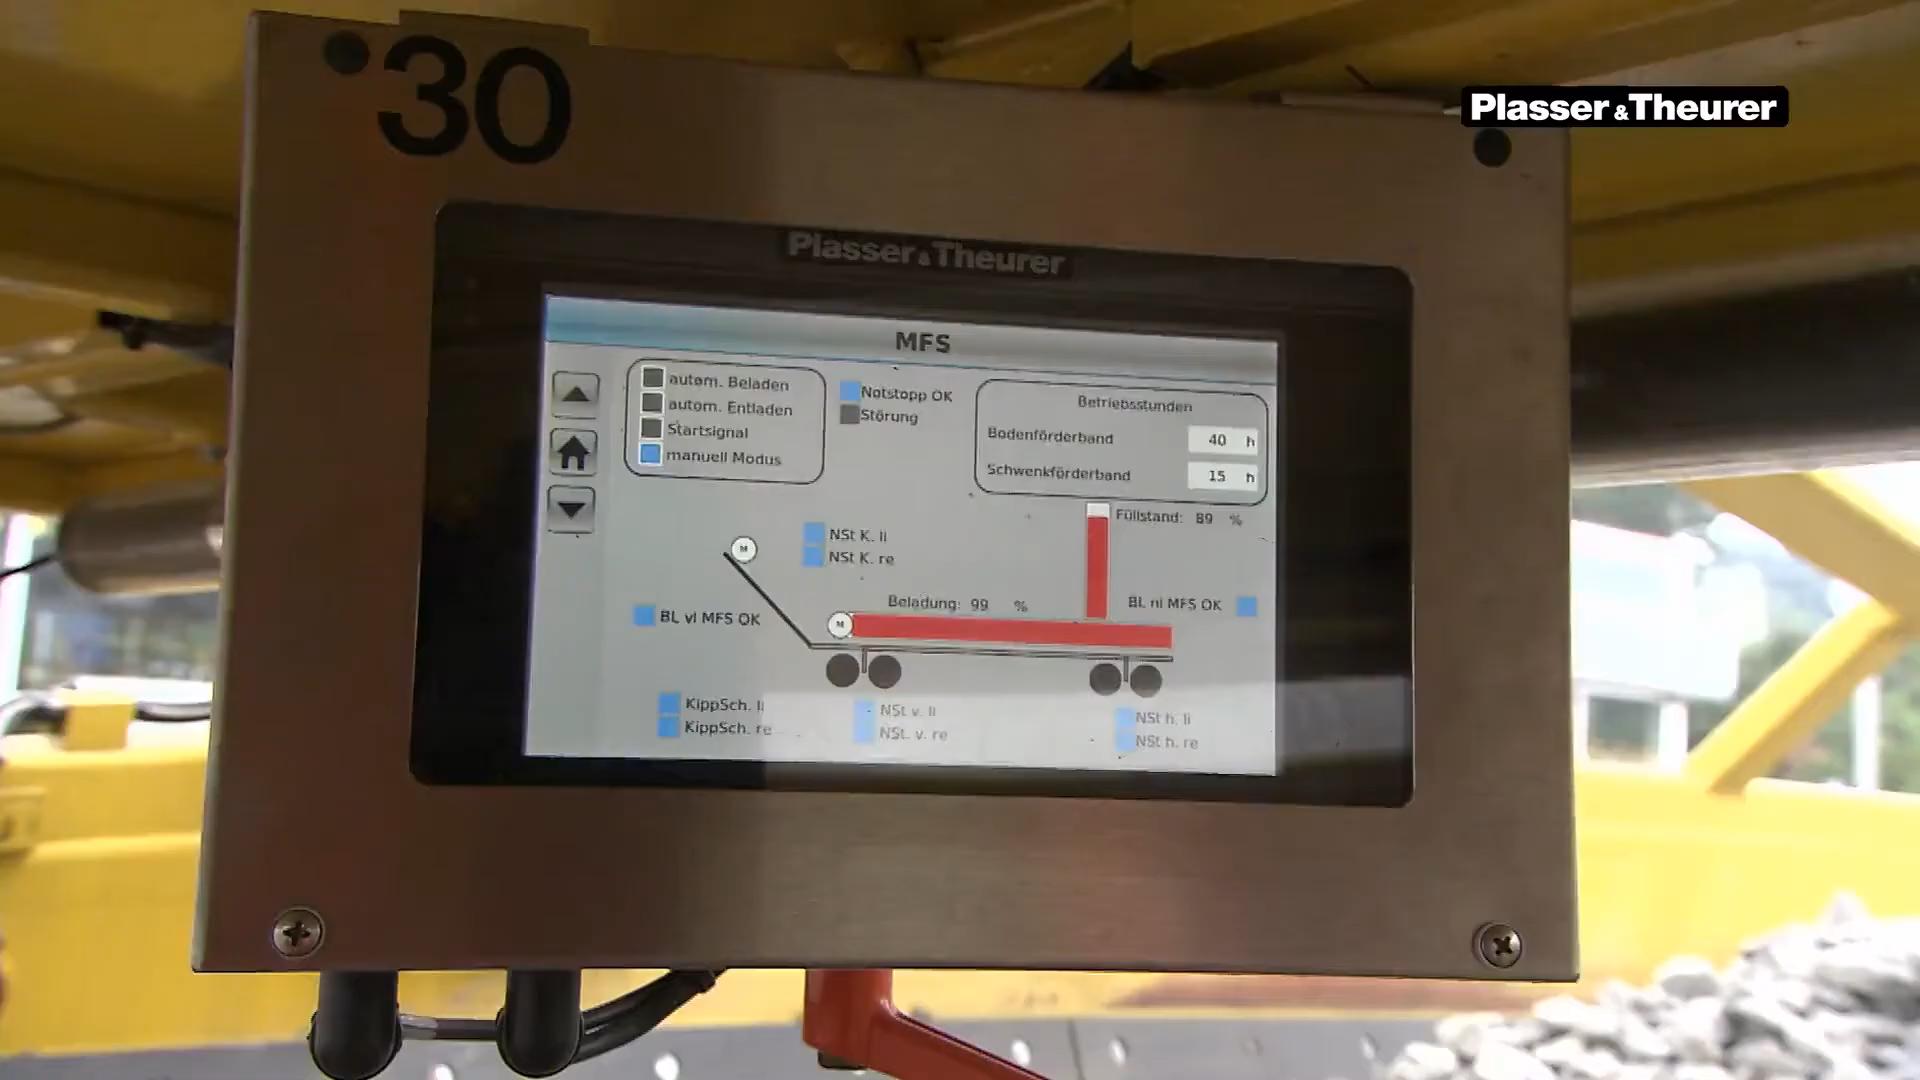 30
Plasser&Theurer
Plasser&Theurer
MFS
autom. Beladen
autom. Entladen
Startsignal
manuell Modus
Notstopp OK
Störung
Betriebsstunden
Bodenförderband 40 h
Schwenkförderband 15 h
Füllstand: 89 %
M
NSt K. li
NSt K. re
Beladung: 99 %
BL nl MFS OK
BL vl MFS OK
M
KippSch. li
KippSch. re
NSt v. li
NSt. v. re
NSt h. li
NSt h. re